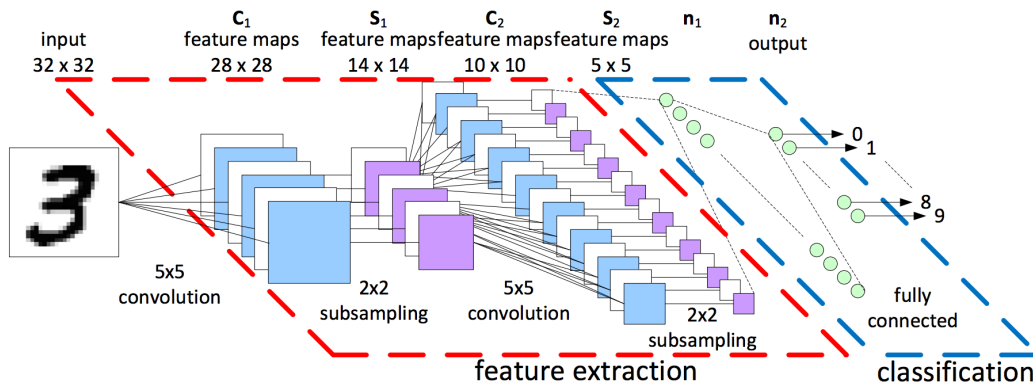 C1 S1 C2 S2 n1 n2
input feature maps feature maps feature maps feature maps output
32 x 32 28 x 28 14 x 14 10 x 10 5 x 5
0
1
8
9
5x5
convolution
2x2
subsampling
5x5
convolution
2x2
subsampling
fully
connected
feature extraction
classification